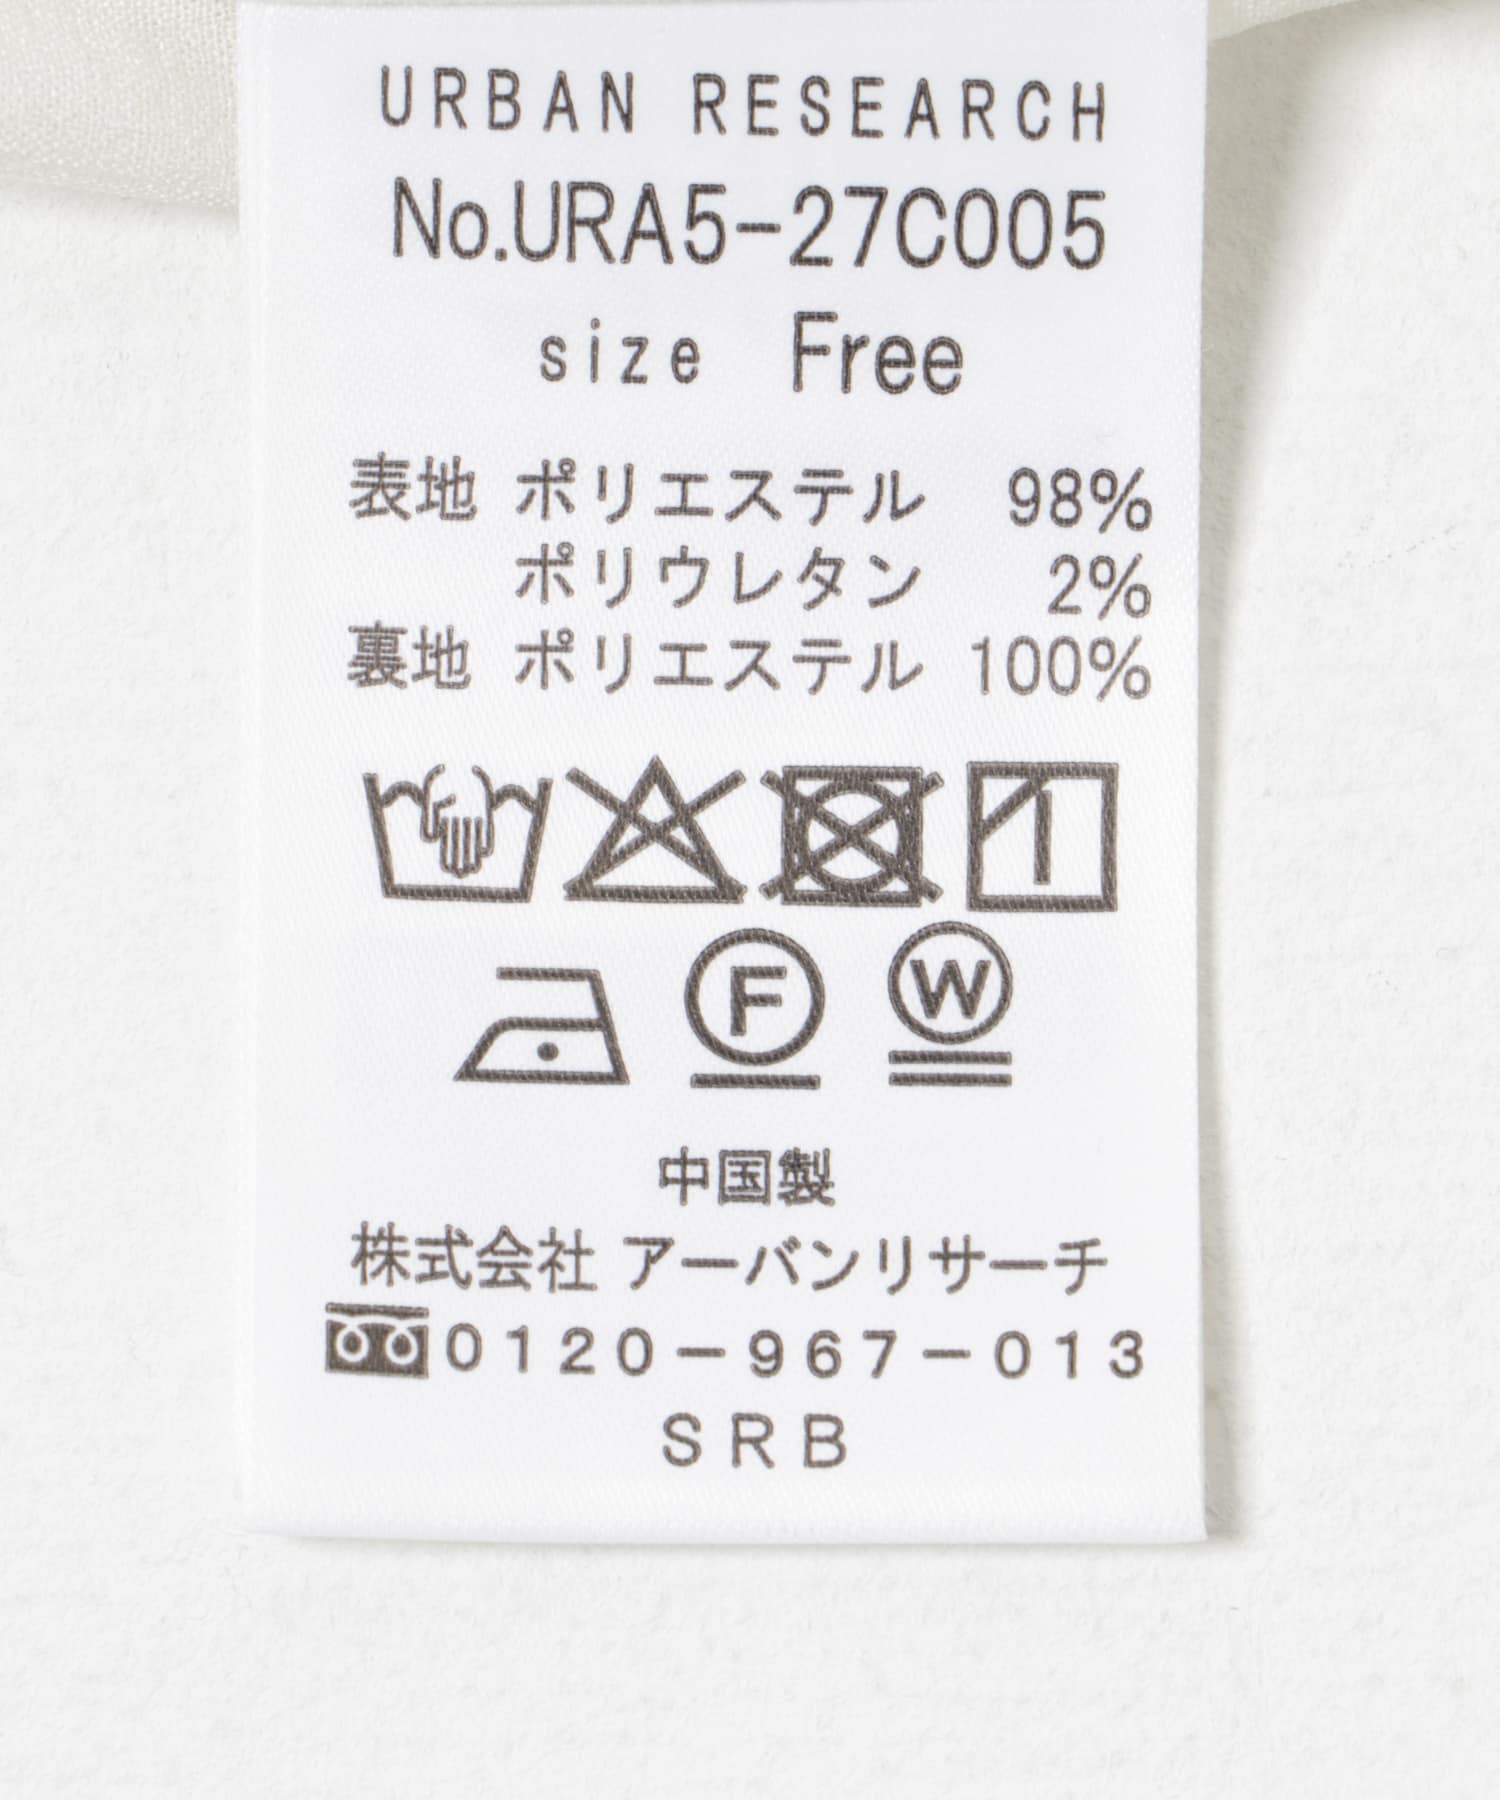 URBAN RESEARCH
No.URA5-27C005
size Free
表地 ポリエステル 98%
ポリウレタン 2%
裏地 ポリエステル 100%
F W
中国製
株式会社 アーバンリサーチ
0120-967-013
SRB